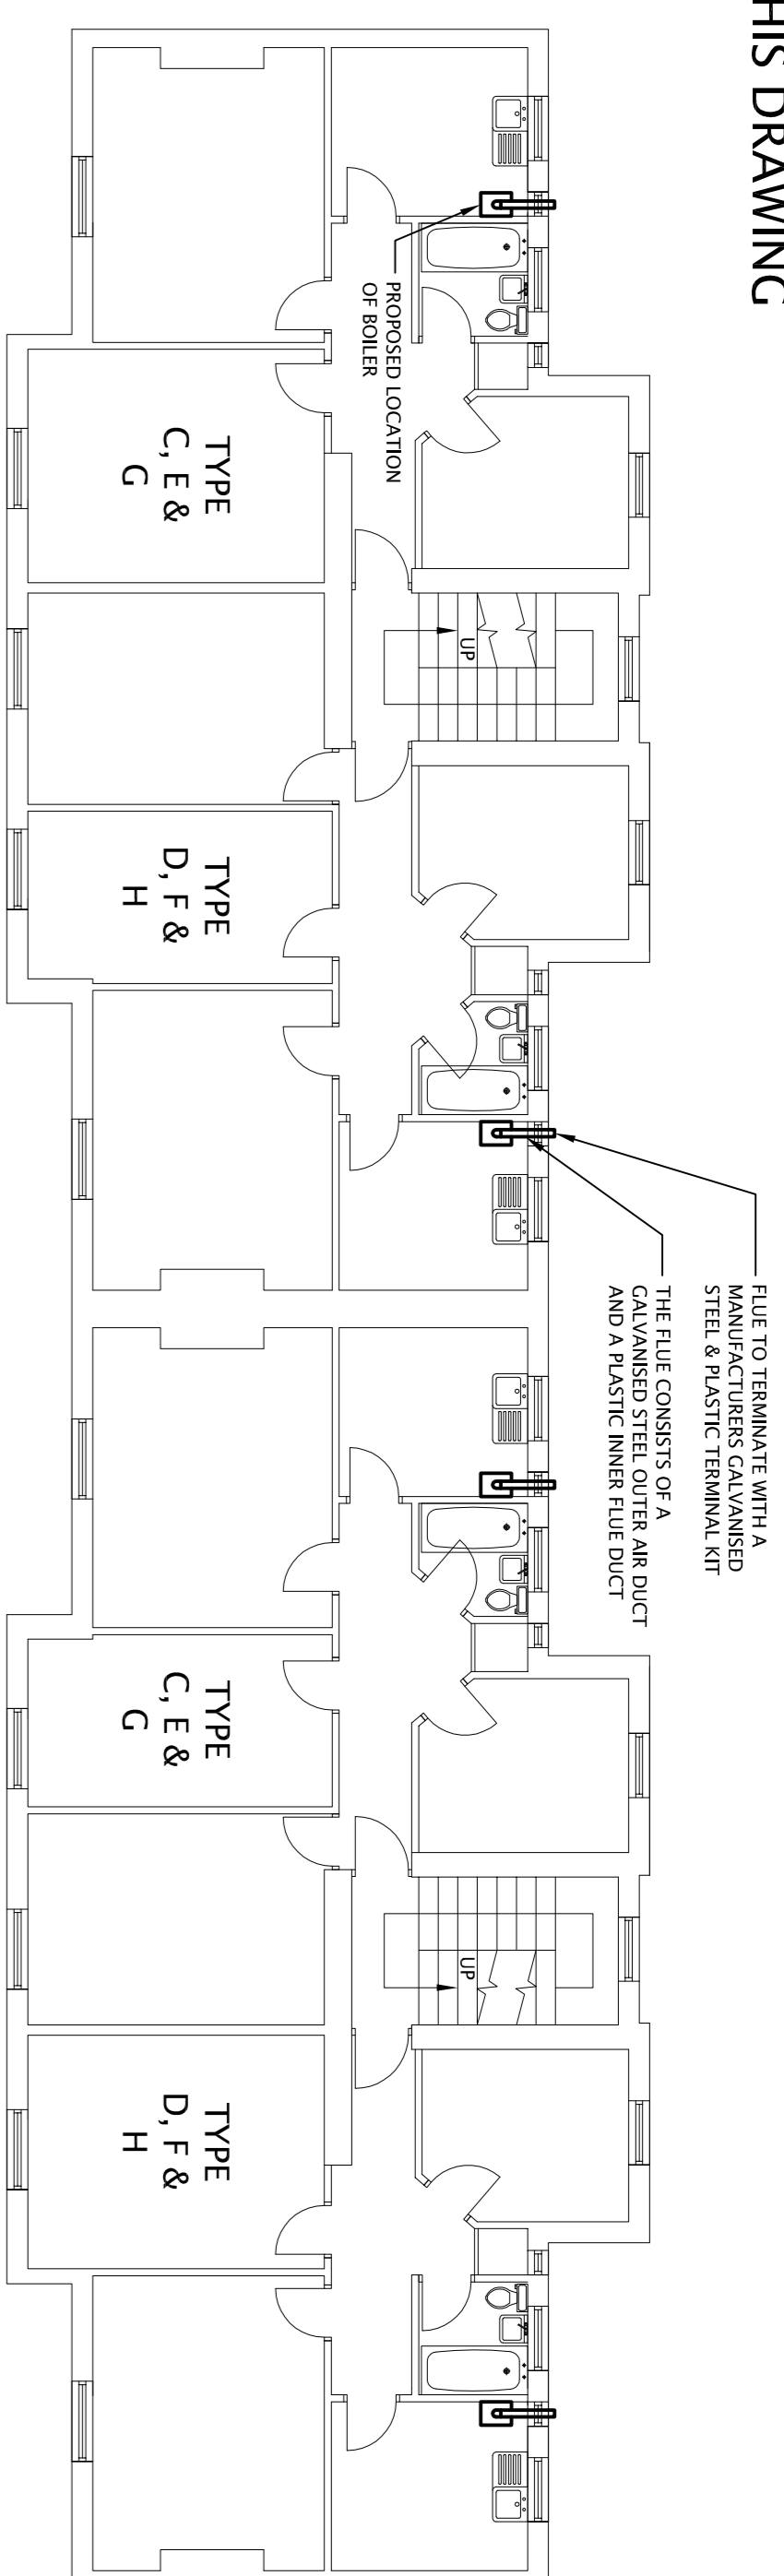 HIS DRAWING
FLUE TO TERMINATE WITH A
MANUFACTURERS GALVANISED
STEEL & PLASTIC TERMINAL KIT
THE FLUE CONSISTS OF A
GALVANISED STEEL OUTER AIR DUCT
AND A PLASTIC INNER FLUE DUCT
PROPOSED LOCATION
OF BOILER
UP
UP
TYPE
C, E &
G
TYPE
D, F &
H
TYPE
C, E &
G
TYPE
D, F &
H